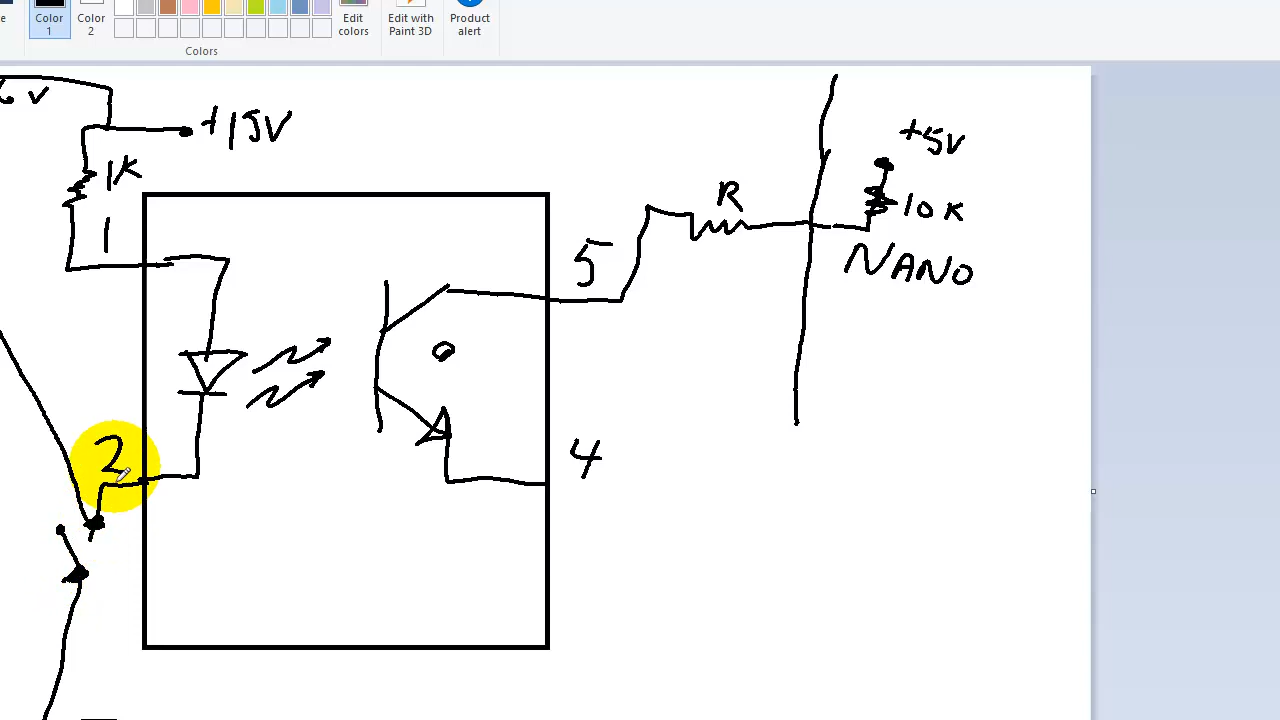 Color 1
Color 2
Edit colors
Edit with Paint 3D
Product alert
Colors
6 V
+15V
1K
1
2
5
4
R
+5V
10K
NANO